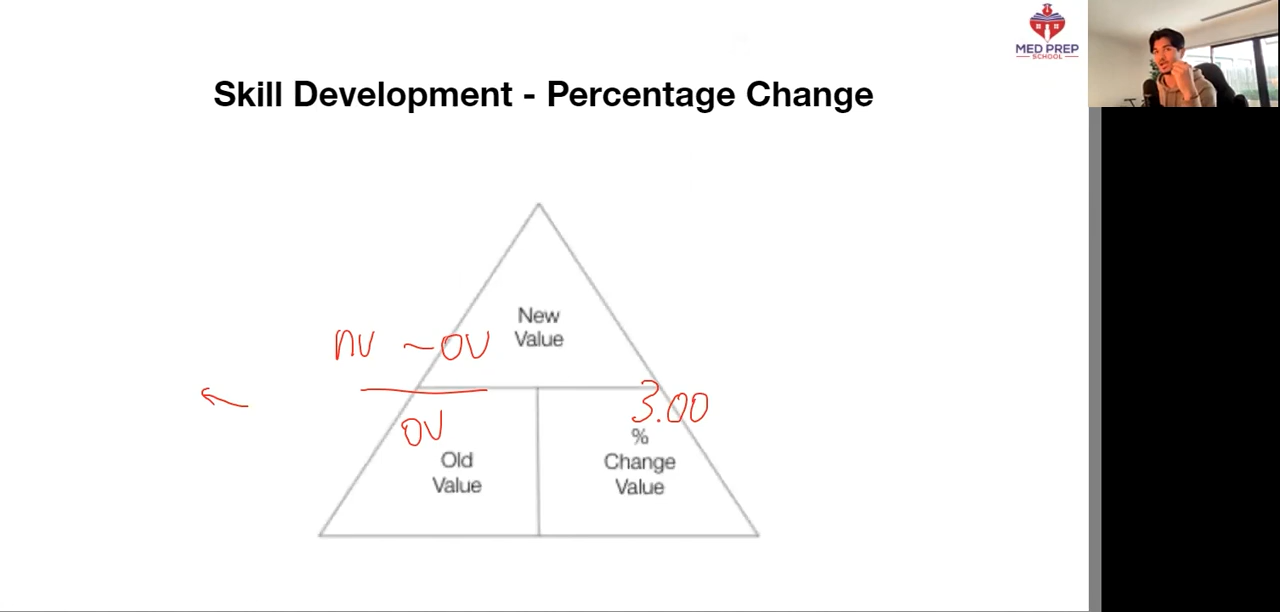 MED PREP
SCHOOL
Skill Development - Percentage Change
New
Value
nv - ov
ov
3.00
Old
Value
%
Change
Value